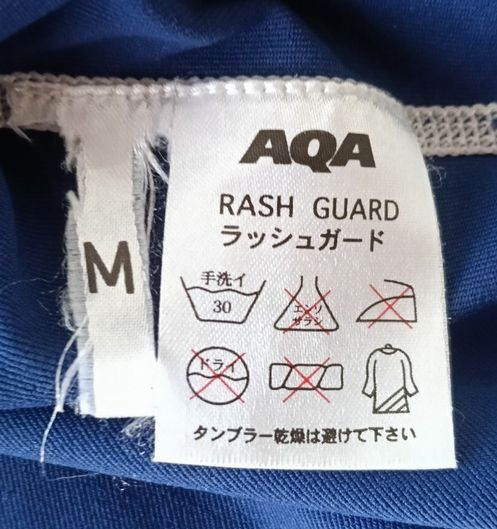 AQA
RASH GUARD
ラッシュガード
M
手洗イ
30
エンソ
サラシ
ドライ
タンブラー乾燥は避けて下さい